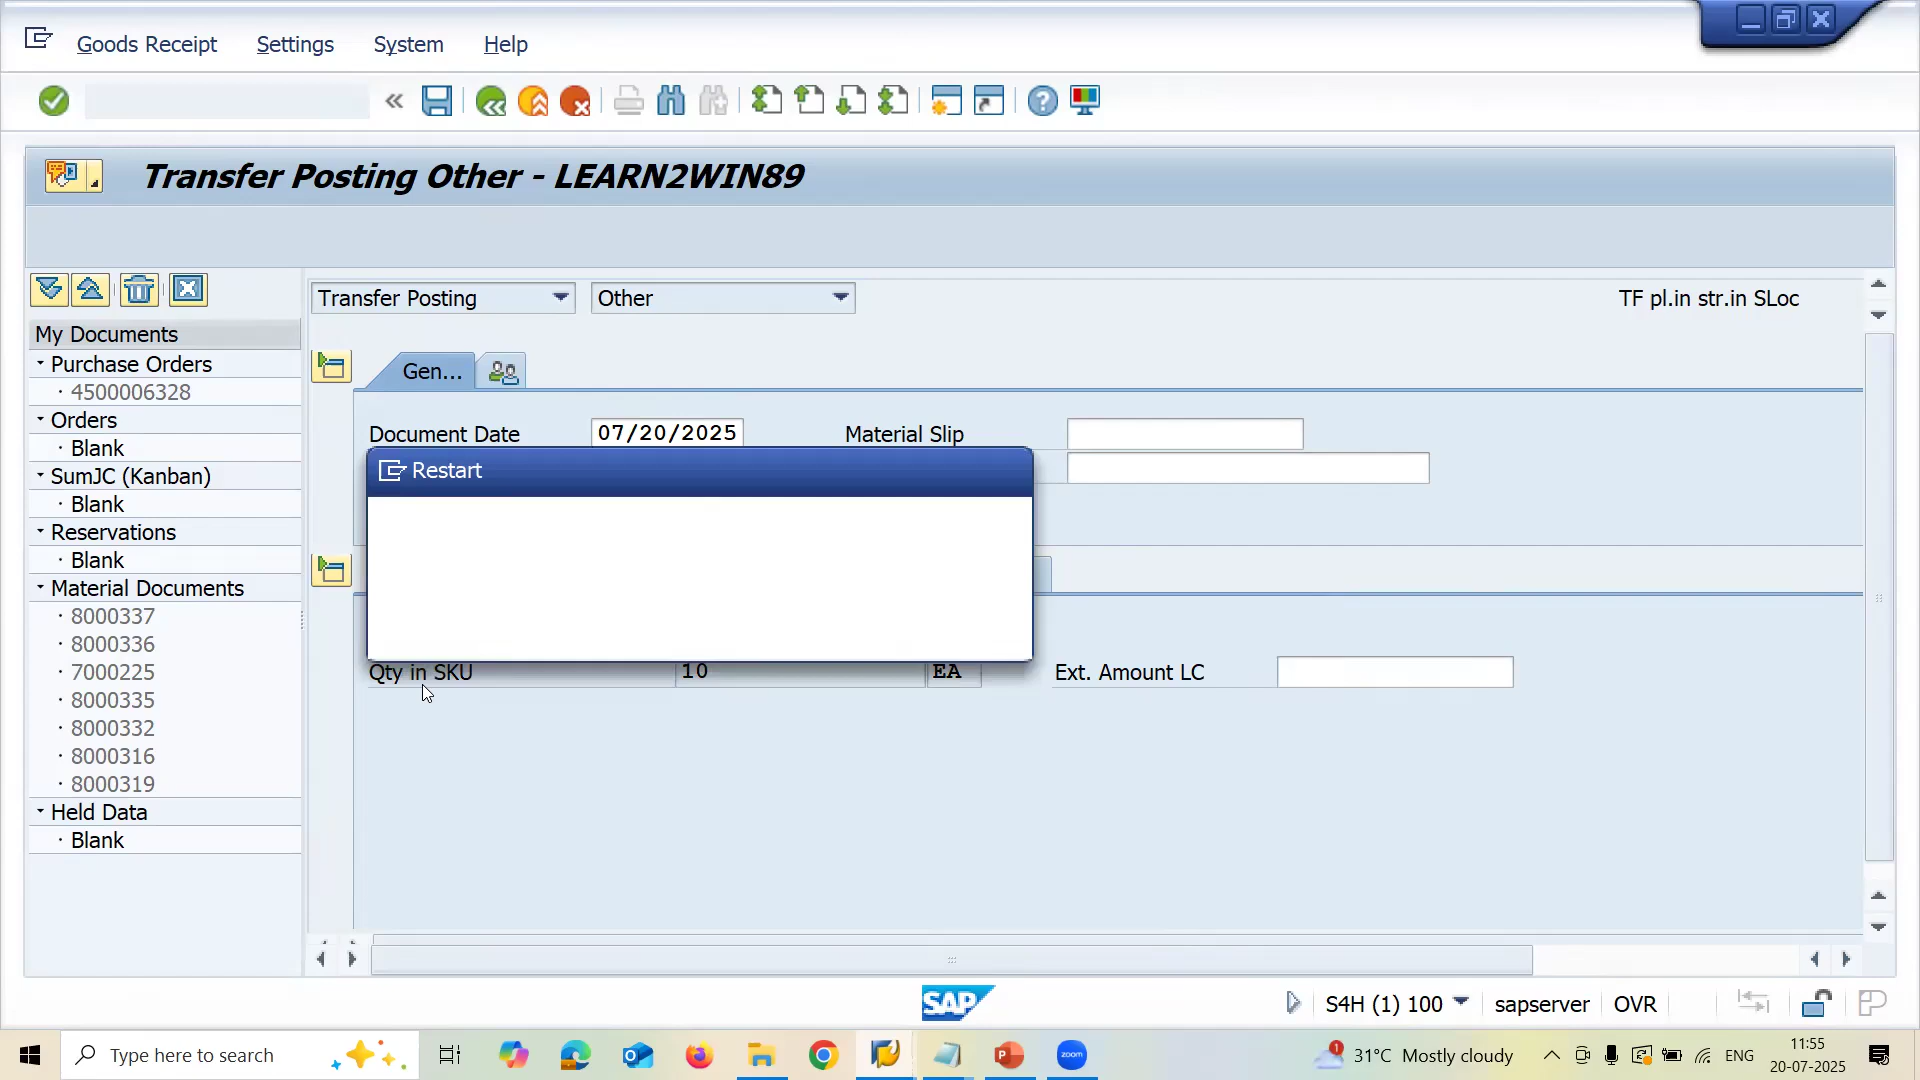 Goods Receipt Settings System Help
Transfer Posting Other - LEARN2WIN89
Transfer Posting Other TF pl.in str.in SLoc
My Documents
Purchase Orders
4500006328
Orders
Blank
SumJC (Kanban)
Blank
Reservations
Blank
Material Documents
8000337
8000336
7000225
8000335
8000332
8000316
8000319
Held Data
Blank
Gen...
Document Date 07/20/2025 Material Slip
Restart
Qty in SKU 10 EA Ext. Amount LC
SAP S4H (1) 100 sapserver OVR
Type here to search zoom 1 31°C Mostly cloudy ENG 11:55
20-07-2025